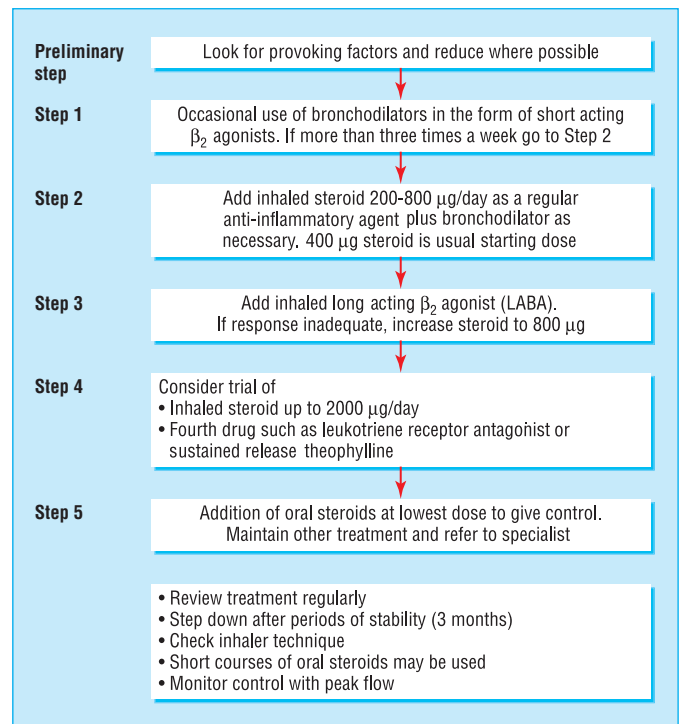 Preliminary
step
Look for provoking factors and reduce where possible
Step 1
Occasional use of bronchodilators in the form of short acting
β₂ agonists. If more than three times a week go to Step 2
Step 2
Add inhaled steroid 200-800 µg/day as a regular
anti-inflammatory agent plus bronchodilator as
necessary. 400 µg steroid is usual starting dose
Step 3
Add inhaled long acting β₂ agonist (LABA).
If response inadequate, increase steroid to 800 µg
Step 4
Consider trial of
• Inhaled steroid up to 2000 µg/day
• Fourth drug such as leukotriene receptor antagonist or
sustained release theophylline
Step 5
Addition of oral steroids at lowest dose to give control.
Maintain other treatment and refer to specialist
• Review treatment regularly
• Step down after periods of stability (3 months)
• Check inhaler technique
• Short courses of oral steroids may be used
• Monitor control with peak flow